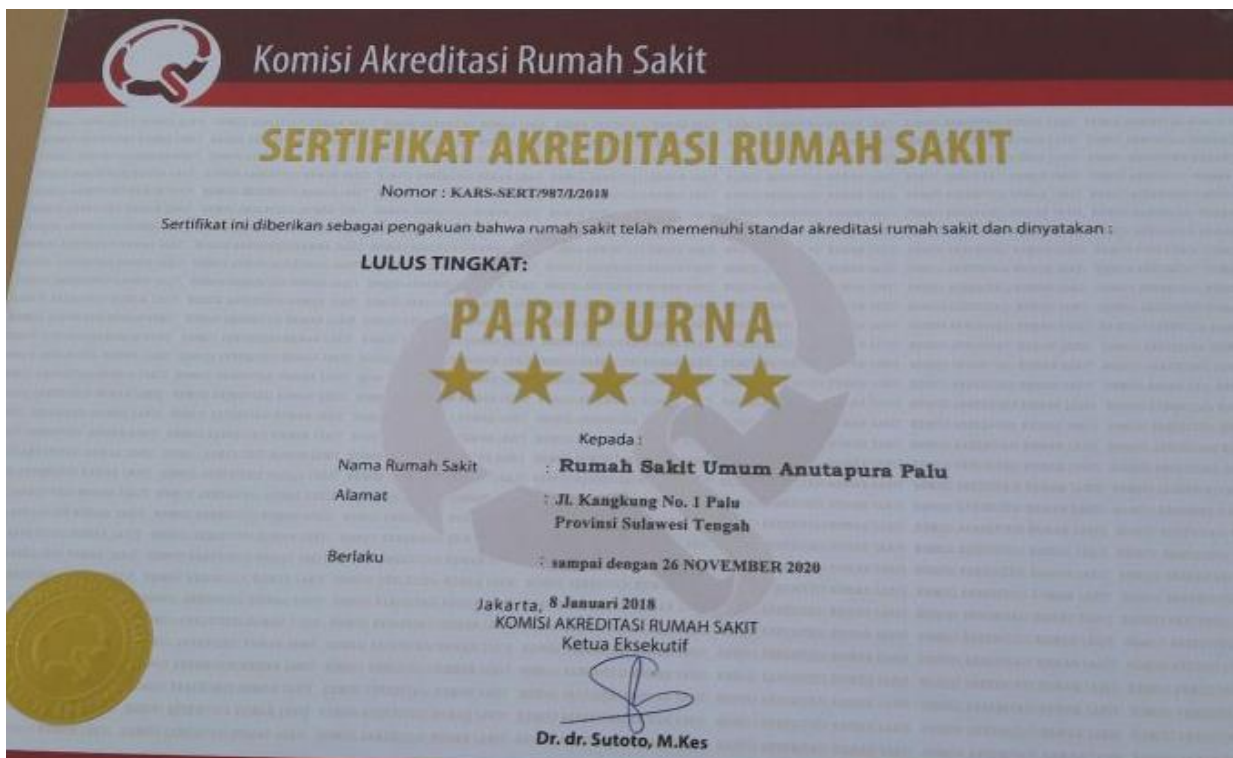 Komisi Akreditasi Rumah Sakit
SERTIFIKAT AKREDITASI RUMAH SAKIT
Nomor : KARS-SERT/987/I/2018
Sertifikat ini diberikan sebagai pengakuan bahwa rumah sakit telah memenuhi standar akreditasi rumah sakit dan dinyatakan :
LULUS TINGKAT:
PARIPURNA
Kepada :
Nama Rumah Sakit : Rumah Sakit Umum Anutapura Palu
Alamat : Jl. Kangkung No. 1 Palu
Provinsi Sulawesi Tengah
Berlaku : sampai dengan 26 NOVEMBER 2020
Jakarta, 8 Januari 2018
KOMISI AKREDITASI RUMAH SAKIT
Ketua Eksekutif
Dr. dr. Sutoto, M.Kes